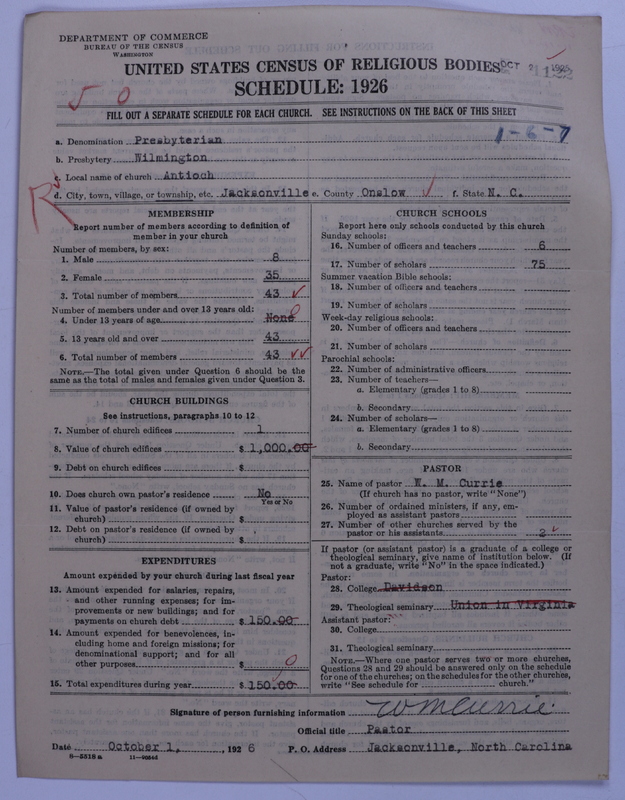 DEPARTMENT OF COMMERCE
BUREAU OF THE CENSUS
WASHINGTON
UNITED STATES CENSUS OF RELIGIOUS BODIES
OCT
SCHEDULE: 1926
5 0
FILL OUT A SEPARATE SCHEDULE FOR EACH CHURCH. SEE INSTRUCTIONS ON THE BACK OF THIS SHEET
1-6-7
a. Denomination Presbyterian
b. Presbytery Wilmington
c. Local name of church Antioch
R
d. City, town, village, or township, etc. Jacksonville e. County Onslow f. State N. C.
MEMBERSHIP
Report number of members according to definition of
member in your church
Number of members, by sex:
1. Male 8
2. Female 35
3. Total number of members 43
Number of members under and over 13 years old:
4. Under 13 years of age None 0
5. 13 years old and over 43
6. Total number of members 43
NOTE.—The total given under Question 6 should be
same as the total of males and females given under Question 3.
CHURCH BUILDINGS
See instructions, paragraphs 10 to 12
7. Number of church edifices 1
8. Value of church edifices $ 1,000.00
9. Debt on church edifices $
10. Does church own pastor's residence No
Yes or No
11. Value of pastor's residence (if owned by
church) $
12. Debt on pastor's residence (if owned by
church) $
EXPENDITURES
Amount expended by your church during last fiscal year
13. Amount expended for salaries, repairs,
and other running expenses; for im-
provements or new buildings; and for
payments on church debt $ 150.00
14. Amount expended for benevolences, in-
cluding home and foreign missions; for
denominational support; and for all
other purposes $ 0
15. Total expenditures during year $ 150.00
CHURCH SCHOOLS
Report here only schools conducted by this church
Sunday schools:
16. Number of officers and teachers 6
17. Number of scholars 75
Summer vacation Bible schools:
18. Number of officers and teachers
19. Number of scholars
Week-day religious schools:
20. Number of officers and teachers
21. Number of scholars
Parochial schools:
22. Number of administrative officers
23. Number of teachers—
a. Elementary (grades 1 to 8)
b. Secondary
24. Number of scholars—
a. Elementary (grades 1 to 8)
b. Secondary
PASTOR
25. Name of pastor W. M. Currie
(If church has no pastor, write "None")
26. Number of ordained ministers, if any, em-
ployed as assistant pastors
27. Number of other churches served by the
pastor or his assistants 2
If pastor (or assistant pastor) is a graduate of a college or
theological seminary, give name of institution below. (If
not a graduate, write "No" in the space indicated.)
Pastor:
28. College Davidson
29. Theological seminary Union in Virginia
Assistant pastor:
30. College
31. Theological seminary
NOTE.—Where one pastor serves two or more churches,
Questions 28 and 29 should be answered only on the schedule
for one of the churches; on the schedules for the other churches,
write "See schedule for church."
Signature of person furnishing information WM Currie
Official title Pastor
Date October 1, 1926 P. O. Address Jacksonville, North Carolina
8—5518a 11—9054d